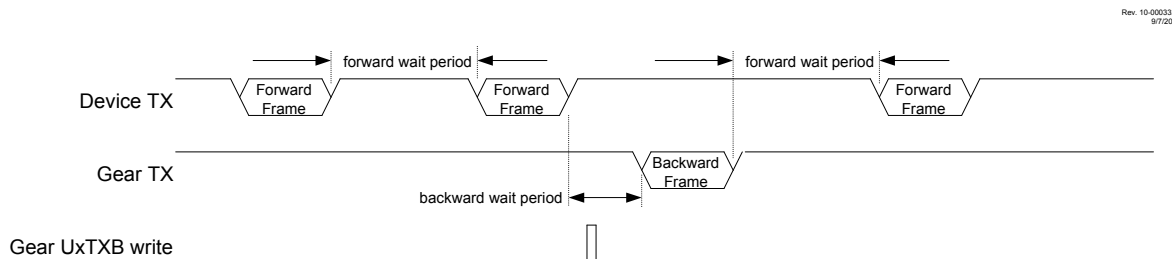 Rev. 10-00033
9/7/20
forward wait period
forward wait period
Device TX
Forward
Frame
Forward
Frame
Forward
Frame
Gear TX
Backward
Frame
backward wait period
Gear UxTXB write